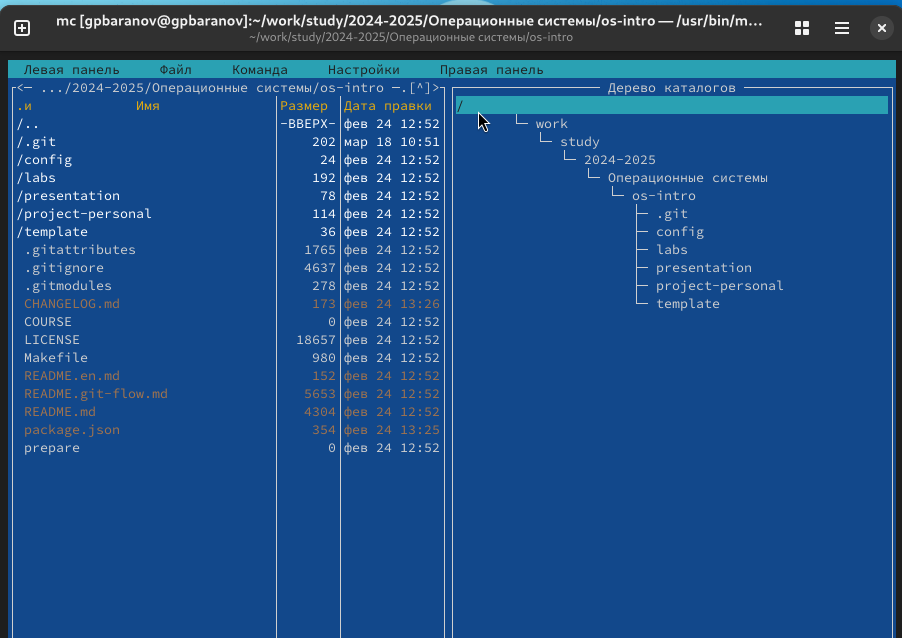 mc [gpbaranov@gpbaranov]:~/work/study/2024-2025/Операционные системы/os-intro — /usr/bin/m…
~/work/study/2024-2025/Операционные системы/os-intro
Левая панель Файл Команда Настройки Правая панель
<─ .../2024-2025/Операционные системы/os-intro ─.[^]>
.и Имя Размер Дата правки
/.. -ВВЕРХ- фев 24 12:52
/.git 202 мар 18 10:51
/config 24 фев 24 12:52
/labs 192 фев 24 12:52
/presentation 78 фев 24 12:52
/project-personal 114 фев 24 12:52
/template 36 фев 24 12:52
.gitattributes 1765 фев 24 12:52
.gitignore 4637 фев 24 12:52
.gitmodules 278 фев 24 12:52
CHANGELOG.md 173 фев 24 13:26
COURSE 0 фев 24 12:52
LICENSE 18657 фев 24 12:52
Makefile 980 фев 24 12:52
README.en.md 152 фев 24 12:52
README.git-flow.md 5653 фев 24 12:52
README.md 4304 фев 24 12:52
package.json 354 фев 24 13:25
prepare 0 фев 24 12:52
Дерево каталогов
/
work
study
2024-2025
Операционные системы
os-intro
.git
config
labs
presentation
project-personal
template